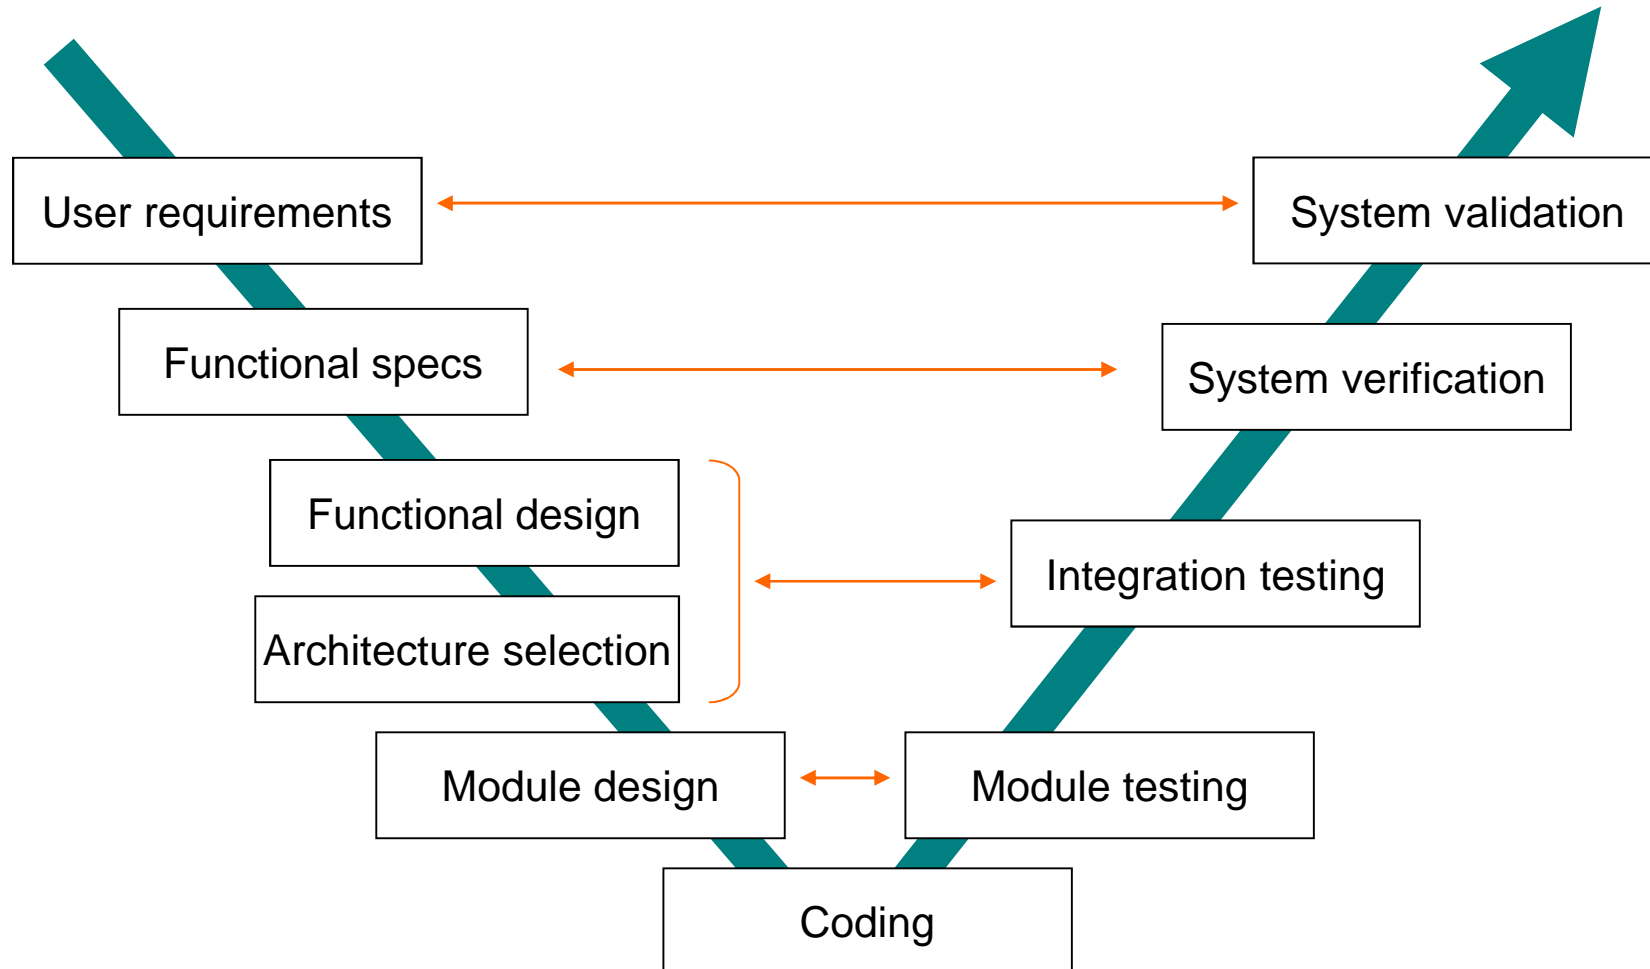 User requirements
System validation
Functional specs
System verification
Functional design
Integration testing
Architecture selection
Module design
Module testing
Coding